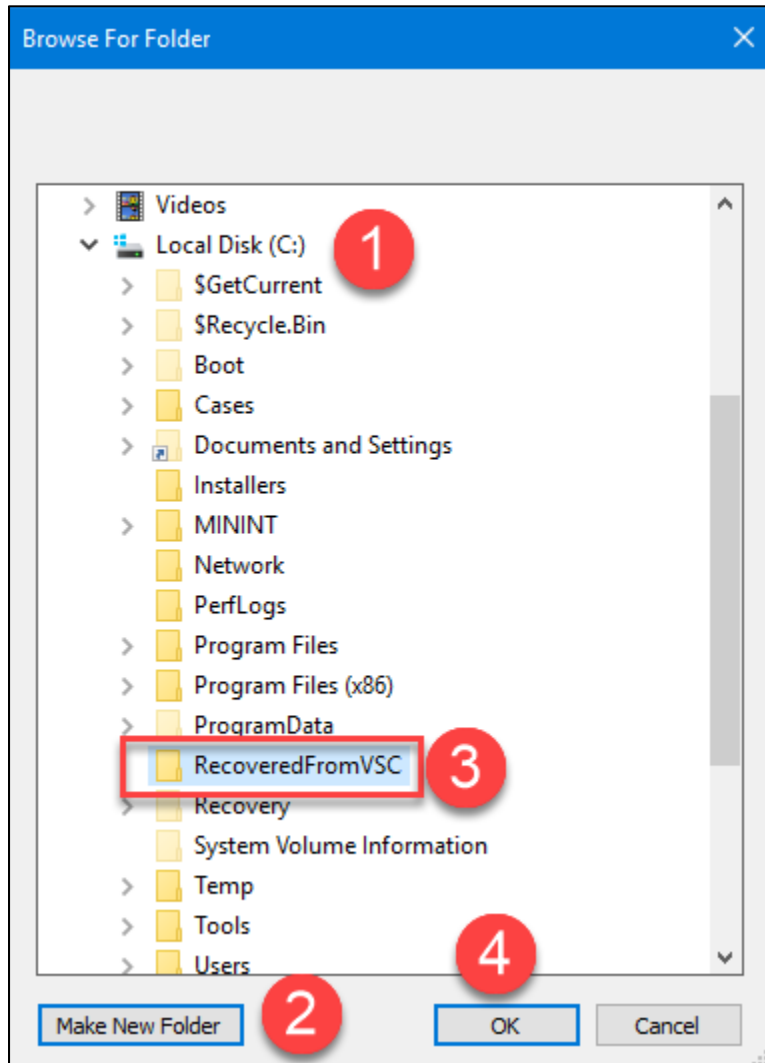 Browse For Folder
Videos
Local Disk (C:)
1
$GetCurrent
$Recycle.Bin
Boot
Cases
Documents and Settings
Installers
MININT
Network
PerfLogs
Program Files
Program Files (x86)
ProgramData
RecoveredFromVSC
3
Recovery
System Volume Information
Temp
Tools
4
Users
Make New Folder
2
OK
Cancel